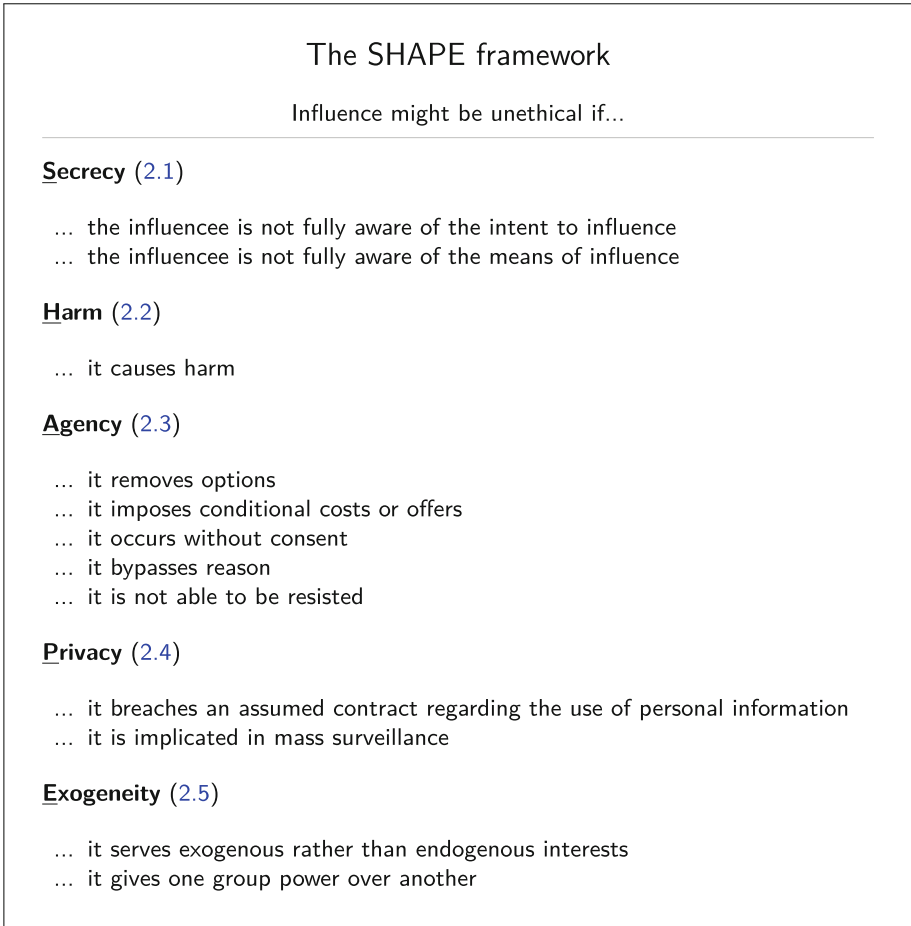 The SHAPE framework
Influence might be unethical if...
Secrecy (2.1)
... the influencee is not fully aware of the intent to influence
... the influencee is not fully aware of the means of influence
Harm (2.2)
... it causes harm
Agency (2.3)
... it removes options
... it imposes conditional costs or offers
... it occurs without consent
... it bypasses reason
... it is not able to be resisted
Privacy (2.4)
... it breaches an assumed contract regarding the use of personal information
... it is implicated in mass surveillance
Exogeneity (2.5)
... it serves exogenous rather than endogenous interests
... it gives one group power over another